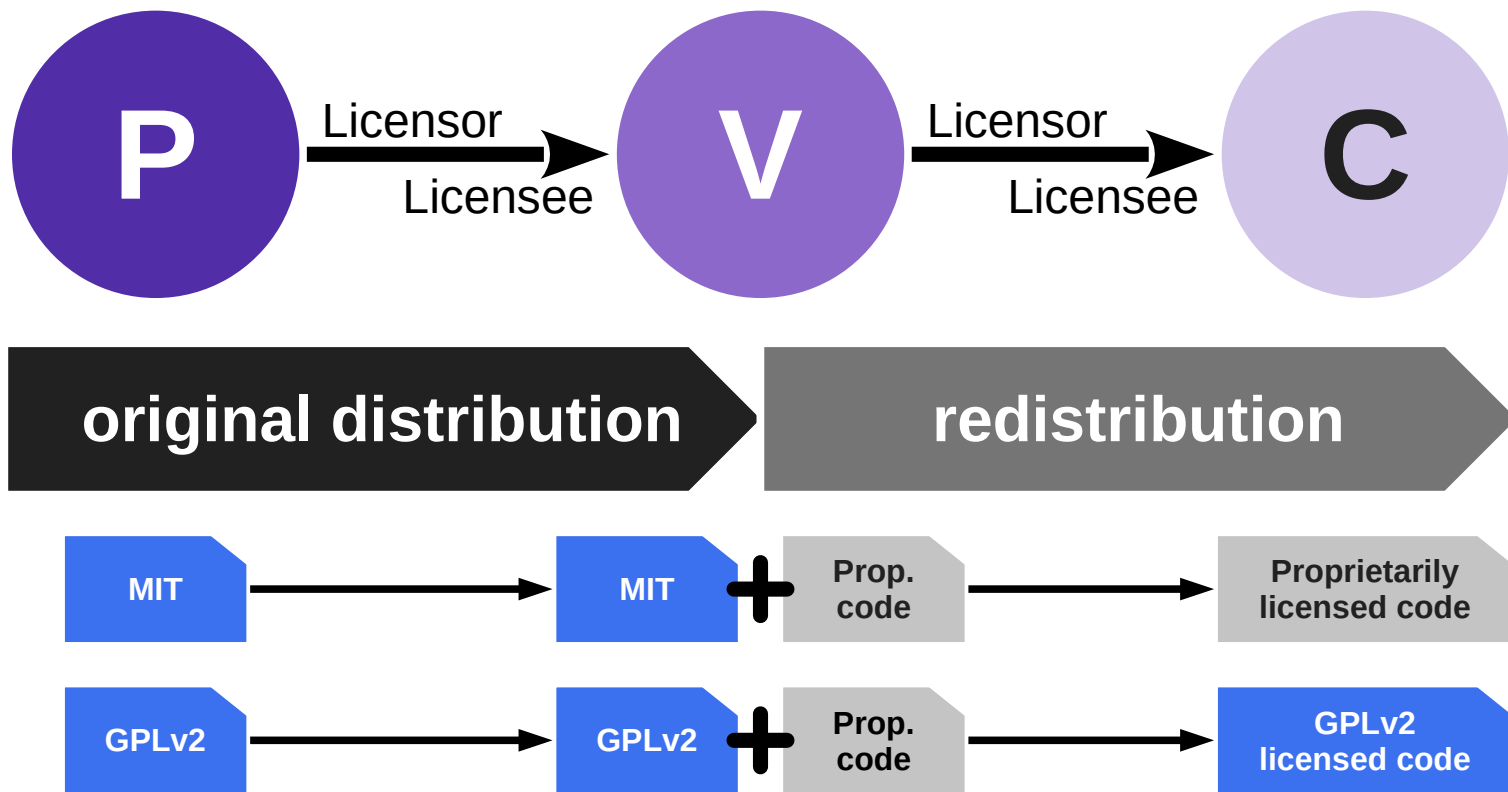 P
Licensor
Licensee
V
Licensor
Licensee
C
original distribution
redistribution
MIT
MIT
Prop.
code
Proprietarily
licensed code
GPLv2
GPLv2
Prop.
code
GPLv2
licensed code